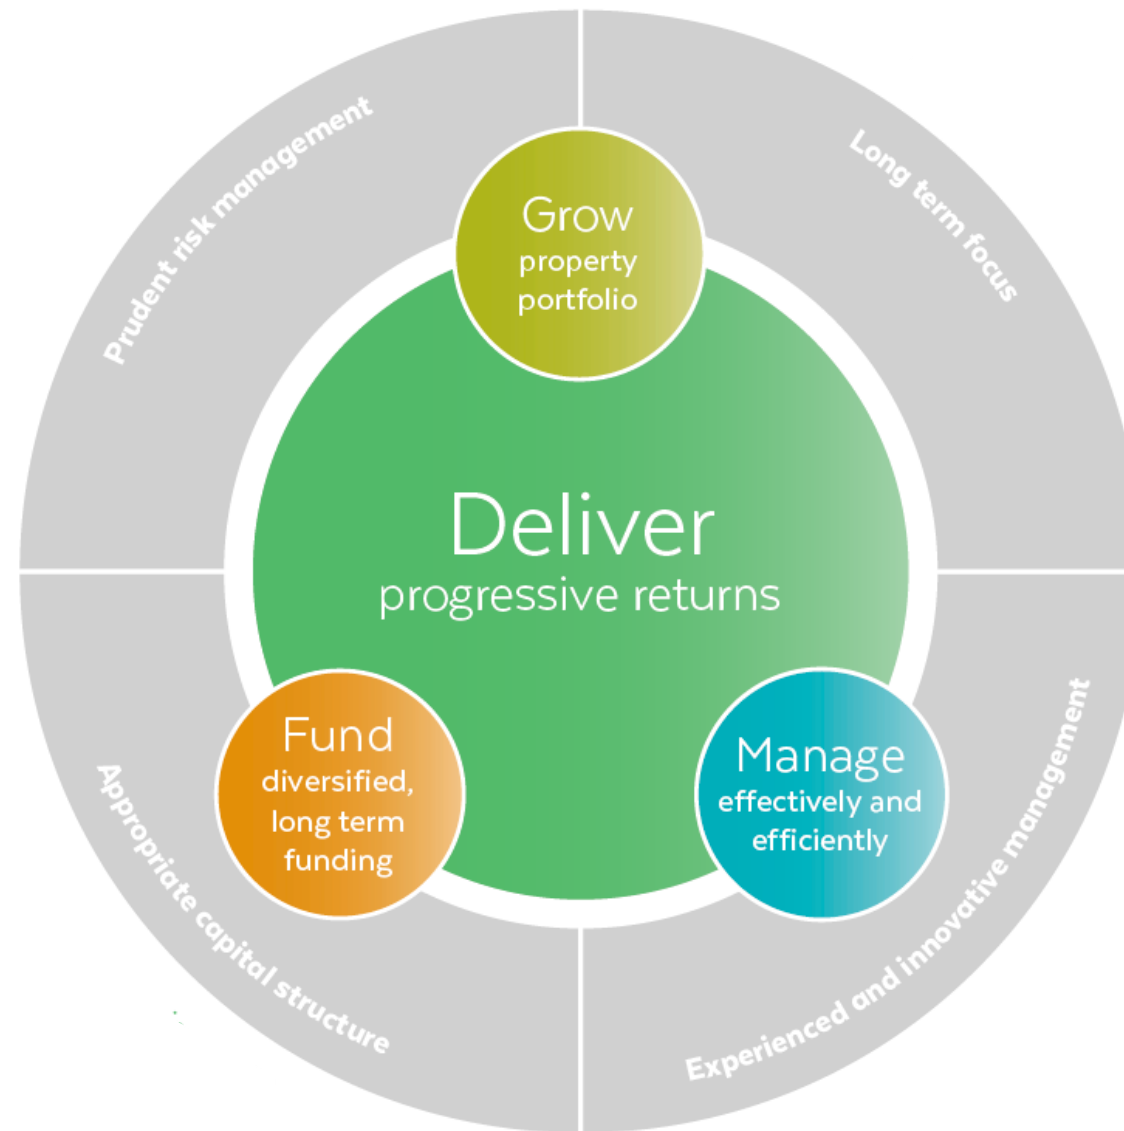 Prudent risk management
Long term focus
Grow
property
portfolio
Deliver
progressive returns
Fund
diversified,
long term
funding
Manage
effectively and
efficiently
Appropriate capital structure
Experienced and innovative management